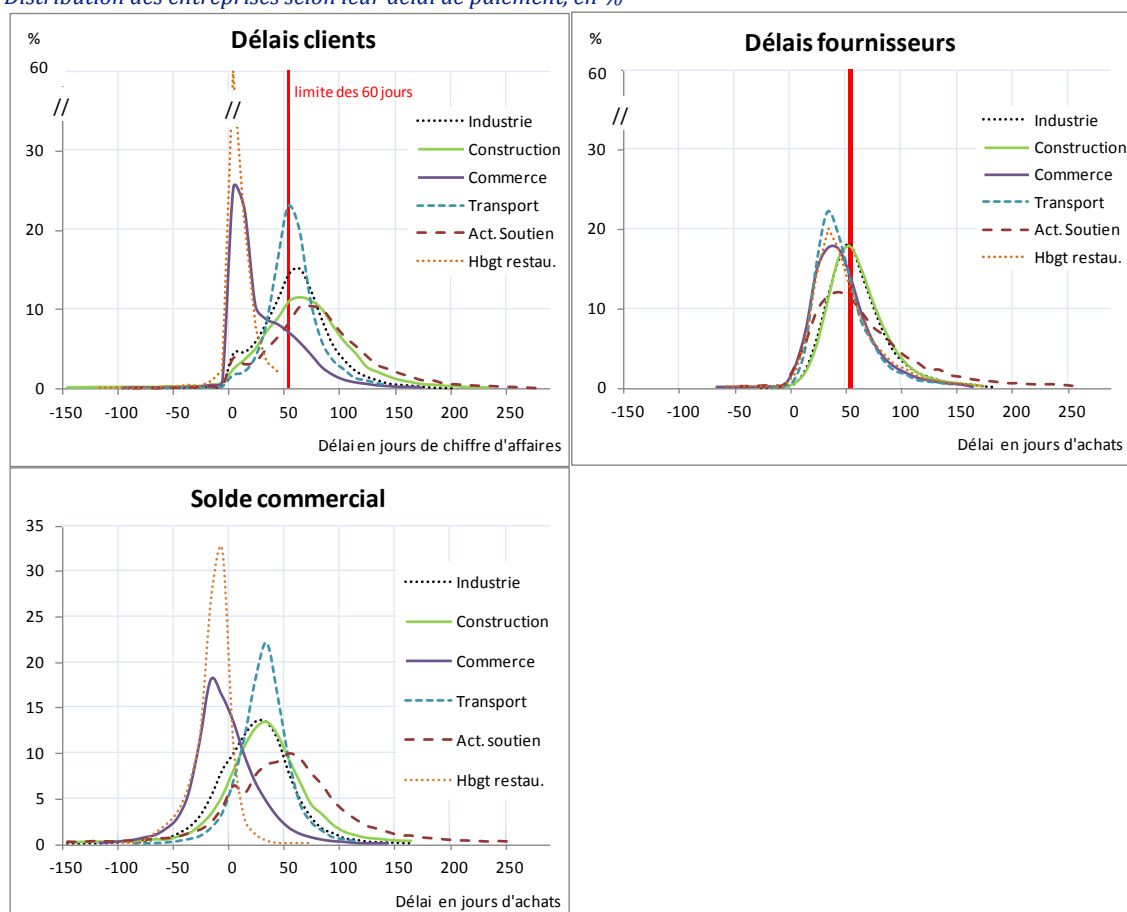 Distribution des entreprises selon leur délai de paiement, en %
Délais clients
%
60
//
//
limite des 60 jours
30
20
10
0
Industrie
Construction
Commerce
Transport
Act. Soutien
Hbgt restau.
-150 -100 -50 0 50 100 150 200 250
Délai en jours de chiffre d'affaires
Délais fournisseurs
%
60
//
30
20
10
0
Industrie
Construction
Commerce
Transport
Act. Soutien
Hbgt restau.
-150 -100 -50 0 50 100 150 200 250
Délai en jours d'achats
Solde commercial
35
30
25
20
15
10
5
0
Industrie
Construction
Commerce
Transport
Act. soutien
Hbgt restau.
-150 -100 -50 0 50 100 150 200 250
Délai en jours d'achats